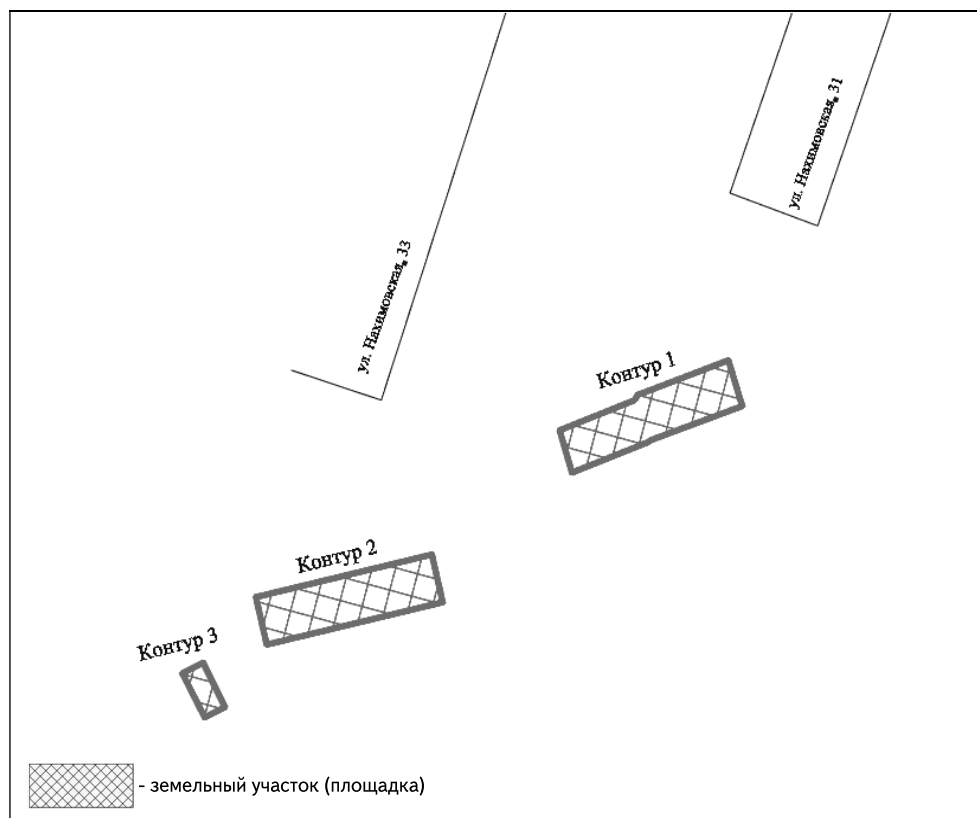 ул. Нахимовская, 31
ул. Нахимовская, 33
Контур 1
Контур 2
Контур 3
- земельный участок (площадка)